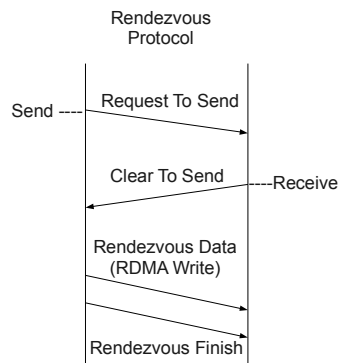 Rendezvous
Protocol
Request To Send
Send
Clear To Send
Receive
Rendezvous Data
(RDMA Write)
Rendezvous Finish